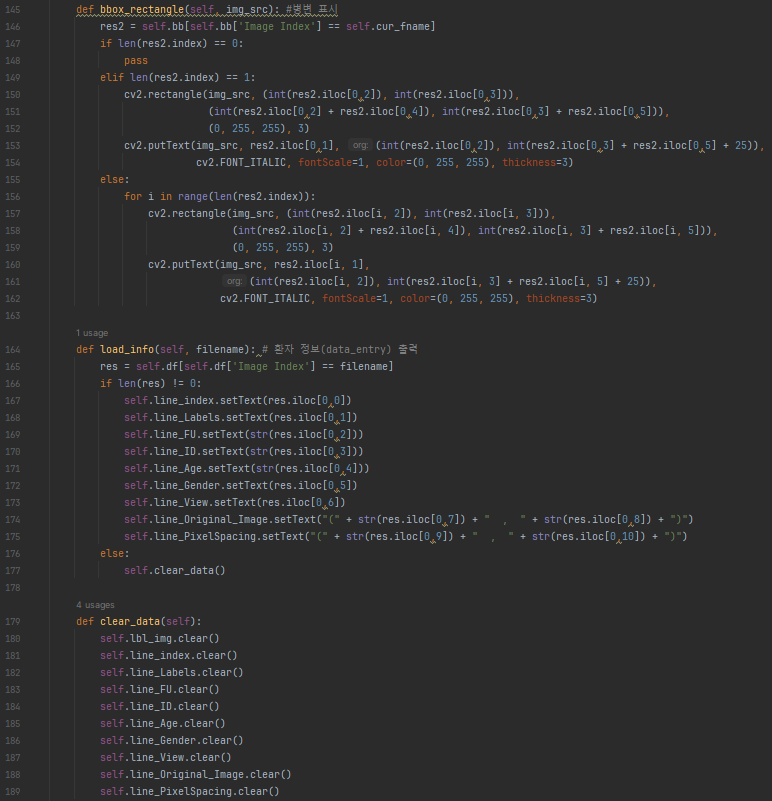 145 def bbox_rectangle(self, img_src): #병변 표시
146 res2 = self.bb[self.bb['Image Index'] == self.cur_fname]
147 if len(res2.index) == 0:
148 pass
149 elif len(res2.index) == 1:
150 cv2.rectangle(img_src, (int(res2.iloc[0,2]), int(res2.iloc[0,3])),
151 (int(res2.iloc[0,2] + res2.iloc[0,4]), int(res2.iloc[0,3] + res2.iloc[0,5])),
152 (0, 255, 255), 3)
153 cv2.putText(img_src, res2.iloc[0,1], org: (int(res2.iloc[0,2]), int(res2.iloc[0,3] + res2.iloc[0,5] + 25)),
154 cv2.FONT_ITALIC, fontScale=1, color=(0, 255, 255), thickness=3)
155 else:
156 for i in range(len(res2.index)):
157 cv2.rectangle(img_src, (int(res2.iloc[i, 2]), int(res2.iloc[i, 3])),
158 (int(res2.iloc[i, 2] + res2.iloc[i, 4]), int(res2.iloc[i, 3] + res2.iloc[i, 5])),
159 (0, 255, 255), 3)
160 cv2.putText(img_src, res2.iloc[i, 1],
161 org: (int(res2.iloc[i, 2]), int(res2.iloc[i, 3] + res2.iloc[i, 5] + 25)),
162 cv2.FONT_ITALIC, fontScale=1, color=(0, 255, 255), thickness=3)
163
1 usage
164 def load_info(self, filename): # 환자 정보(data_entry) 출력
165 res = self.df[self.df['Image Index'] == filename]
166 if len(res) != 0:
167 self.line_index.setText(res.iloc[0,0])
168 self.line_Labels.setText(res.iloc[0,1])
169 self.line_FU.setText(str(res.iloc[0,2]))
170 self.line_ID.setText(str(res.iloc[0,3]))
171 self.line_Age.setText(str(res.iloc[0,4]))
172 self.line_Gender.setText(res.iloc[0,5])
173 self.line_View.setText(res.iloc[0,6])
174 self.line_Original_Image.setText("(" + str(res.iloc[0,7]) + "  ,  " + str(res.iloc[0,8]) + ")")
175 self.line_PixelSpacing.setText("(" + str(res.iloc[0,9]) + "  ,  " + str(res.iloc[0,10]) + ")")
176 else:
177 self.clear_data()
178
4 usages
179 def clear_data(self):
180 self.lbl_img.clear()
181 self.line_index.clear()
182 self.line_Labels.clear()
183 self.line_FU.clear()
184 self.line_ID.clear()
185 self.line_Age.clear()
186 self.line_Gender.clear()
187 self.line_View.clear()
188 self.line_Original_Image.clear()
189 self.line_PixelSpacing.clear()